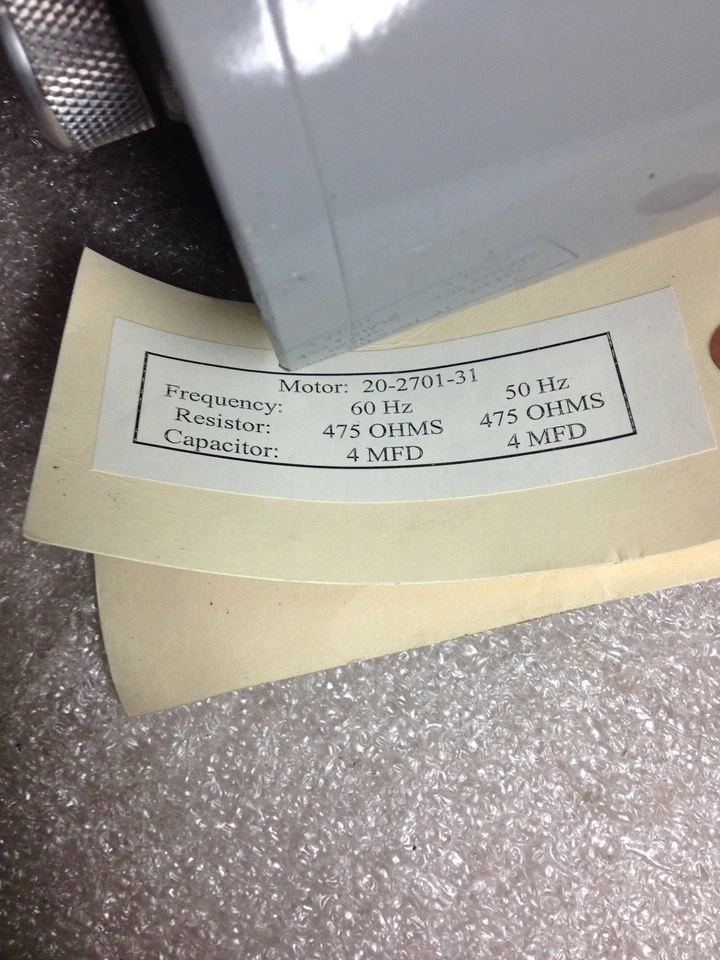 Motor: 20-2701-31
Frequency: 60 Hz 50 Hz
Resistor: 475 OHMS 475 OHMS
Capacitor: 4 MFD 4 MFD